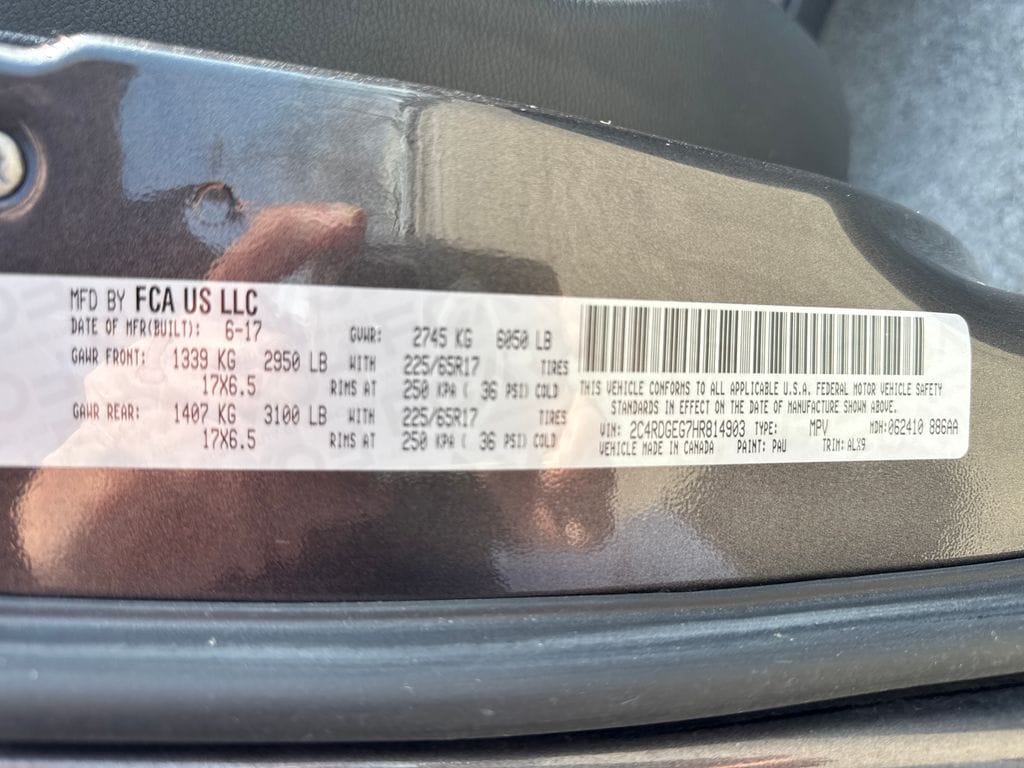 MFD BY FCA US LLC
DATE OF MFR(BUILT): 6-17 GVWR: 2745 KG 6050 LB
GAWR FRONT: 1339 KG 2950 LB WITH 225/65R17 TIRES
17X6.5 RIMS AT 250 KPA ( 36 PSI) COLD
GAWR REAR: 1407 KG 3100 LB WITH 225/65R17 TIRES
17X6.5 RIMS AT 250 KPA ( 36 PSI) COLD
THIS VEHICLE CONFORMS TO ALL APPLICABLE U.S.A. FEDERAL MOTOR VEHICLE SAFETY
STANDARDS IN EFFECT ON THE DATE OF MANUFACTURE SHOWN ABOVE.
VIN: 2C4RDGEG7HR814903 TYPE: MPV MDH:062410 886AA
VEHICLE MADE IN CANADA PAINT: PAU TRIM: ALX9